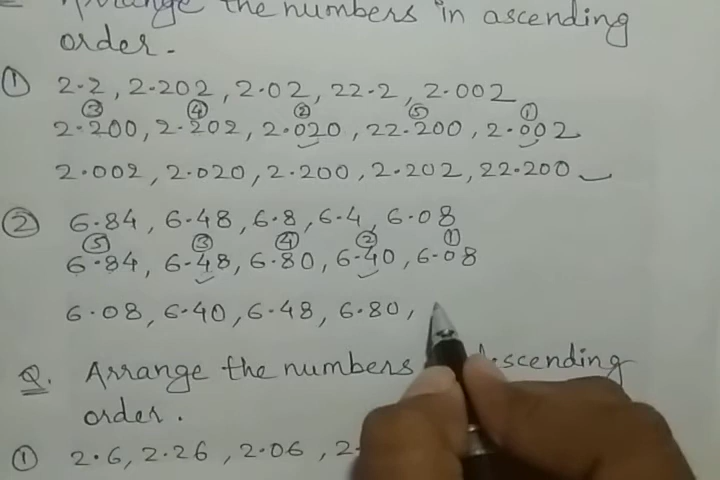 Arrange the numbers in ascending
order.
① 2.2, 2.202, 2.02, 22.2, 2.002
③ ④ ② ⑤ ①
2.200, 2.202, 2.020, 22.200, 2.002
2.002, 2.020, 2.200, 2.202, 22.200
② 6.84, 6.48, 6.8, 6.4, 6.08
⑤ ③ ④ ② ①
6.84, 6.48, 6.80, 6.40, 6.08
6.08, 6.40, 6.48, 6.80,
Q. Arrange the numbers descending
order.
① 2.6, 2.26, 2.06, 2.